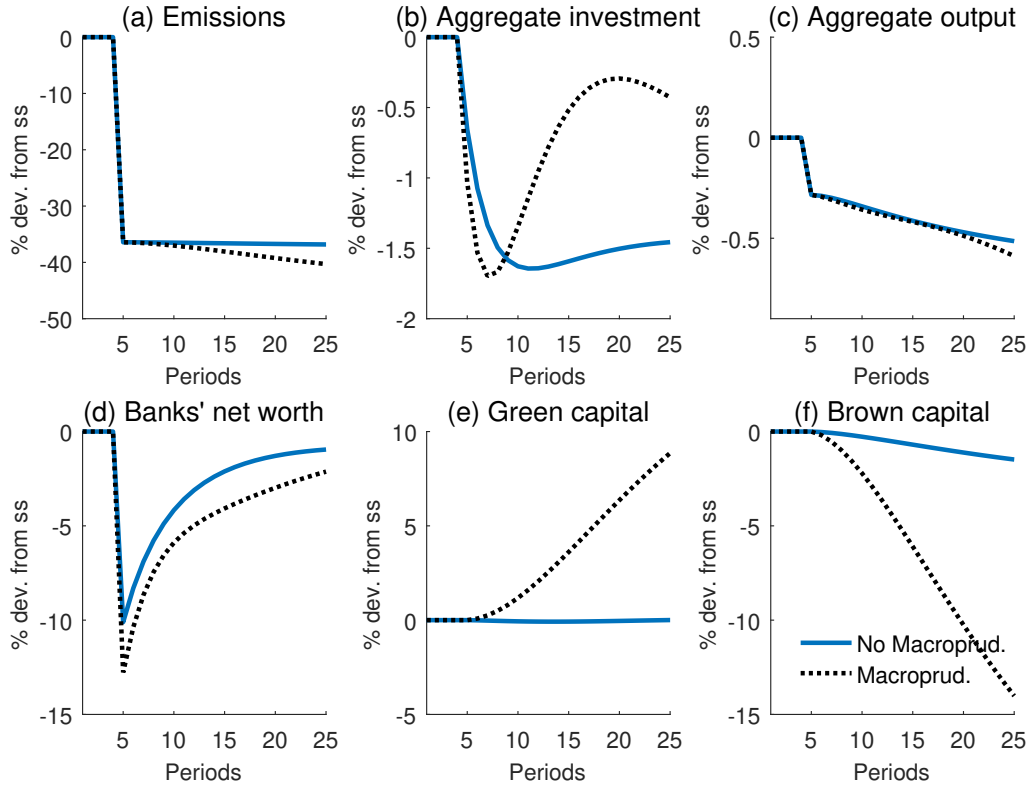 (a) Emissions
0
-10
-20
-30
-40
-50
% dev. from ss
5 10 15 20 25
Periods
(b) Aggregate investment
0
-0.5
-1
-1.5
-2
% dev. from ss
5 10 15 20 25
Periods
(c) Aggregate output
0.5
0
-0.5
% dev. from ss
5 10 15 20 25
Periods
(d) Banks' net worth
0
-5
-10
-15
% dev. from ss
5 10 15 20 25
Periods
(e) Green capital
10
5
0
-5
% dev. from ss
5 10 15 20 25
Periods
(f) Brown capital
0
-5
-10
-15
% dev. from ss
No Macroprud.
Macroprud.
5 10 15 20 25
Periods